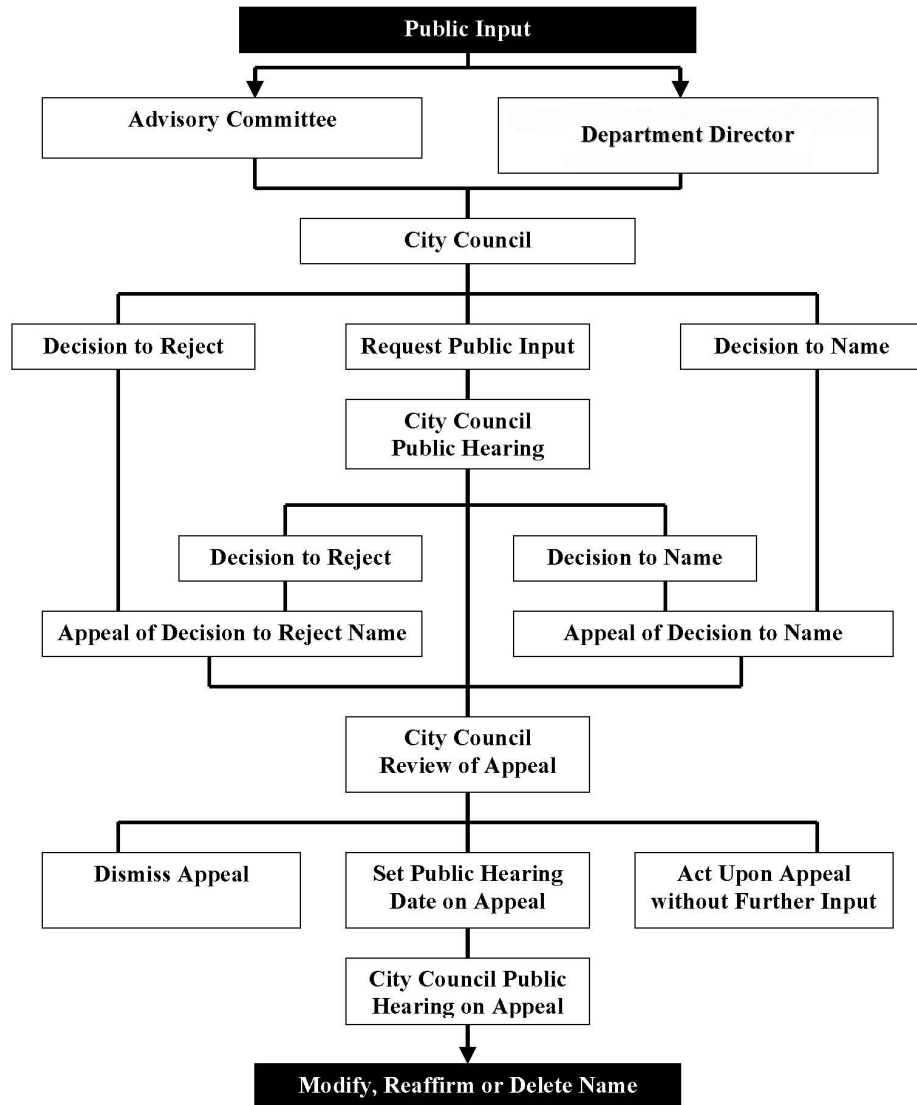 Public Input
Advisory Committee
Department Director
City Council
Decision to Reject
Request Public Input
Decision to Name
City Council
Public Hearing
Decision to Reject
Decision to Name
Appeal of Decision to Reject Name
Appeal of Decision to Name
City Council
Review of Appeal
Dismiss Appeal
Set Public Hearing
Date on Appeal
Act Upon Appeal
without Further Input
City Council Public
Hearing on Appeal
Modify, Reaffirm or Delete Name